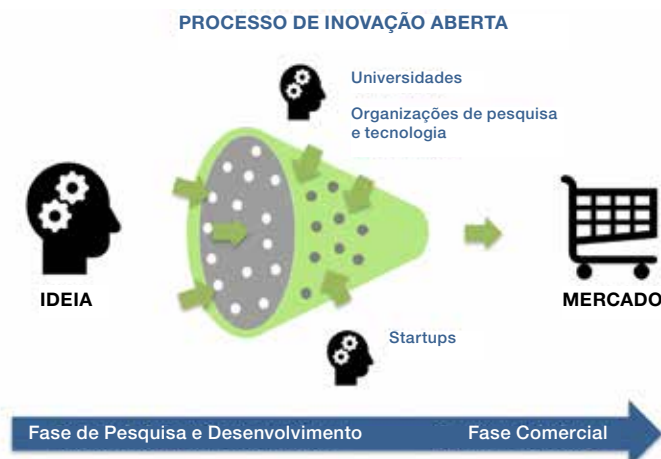 PROCESSO DE INOVAÇÃO ABERTA
Universidades
Organizações de pesquisa
e tecnologia
IDEIA
MERCADO
Startups
Fase de Pesquisa e Desenvolvimento
Fase Comercial